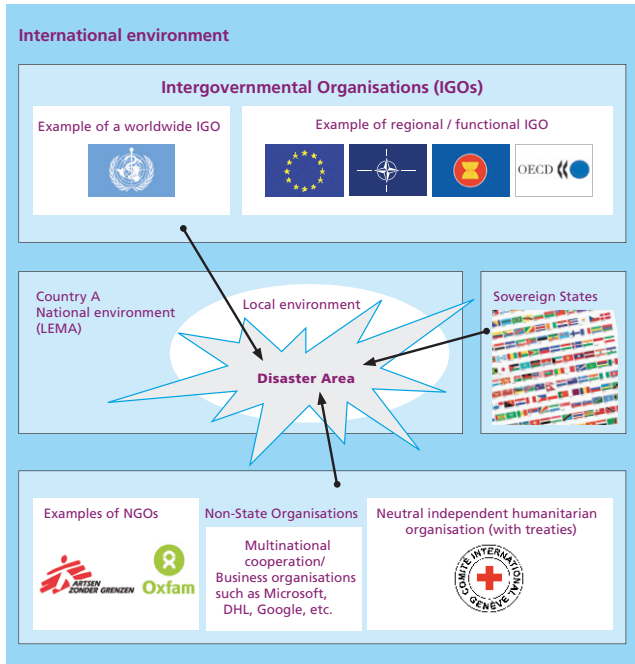 International environment
Intergovernmental Organisations (IGOs)
Example of a worldwide IGO
Example of regional / functional IGO
OECD
Country A
National environment
(LEMA)
Local environment
Disaster Area
Sovereign States
Examples of NGOs
ARTSEN
ZONDER GRENZEN
Oxfam
Non-State Organisations
Multinational
cooperation/
Business organisations
such as Microsoft,
DHL, Google, etc.
Neutral independent humanitarian
organisation (with treaties)
COMITÉ INTERNATIONAL
GENÈVE